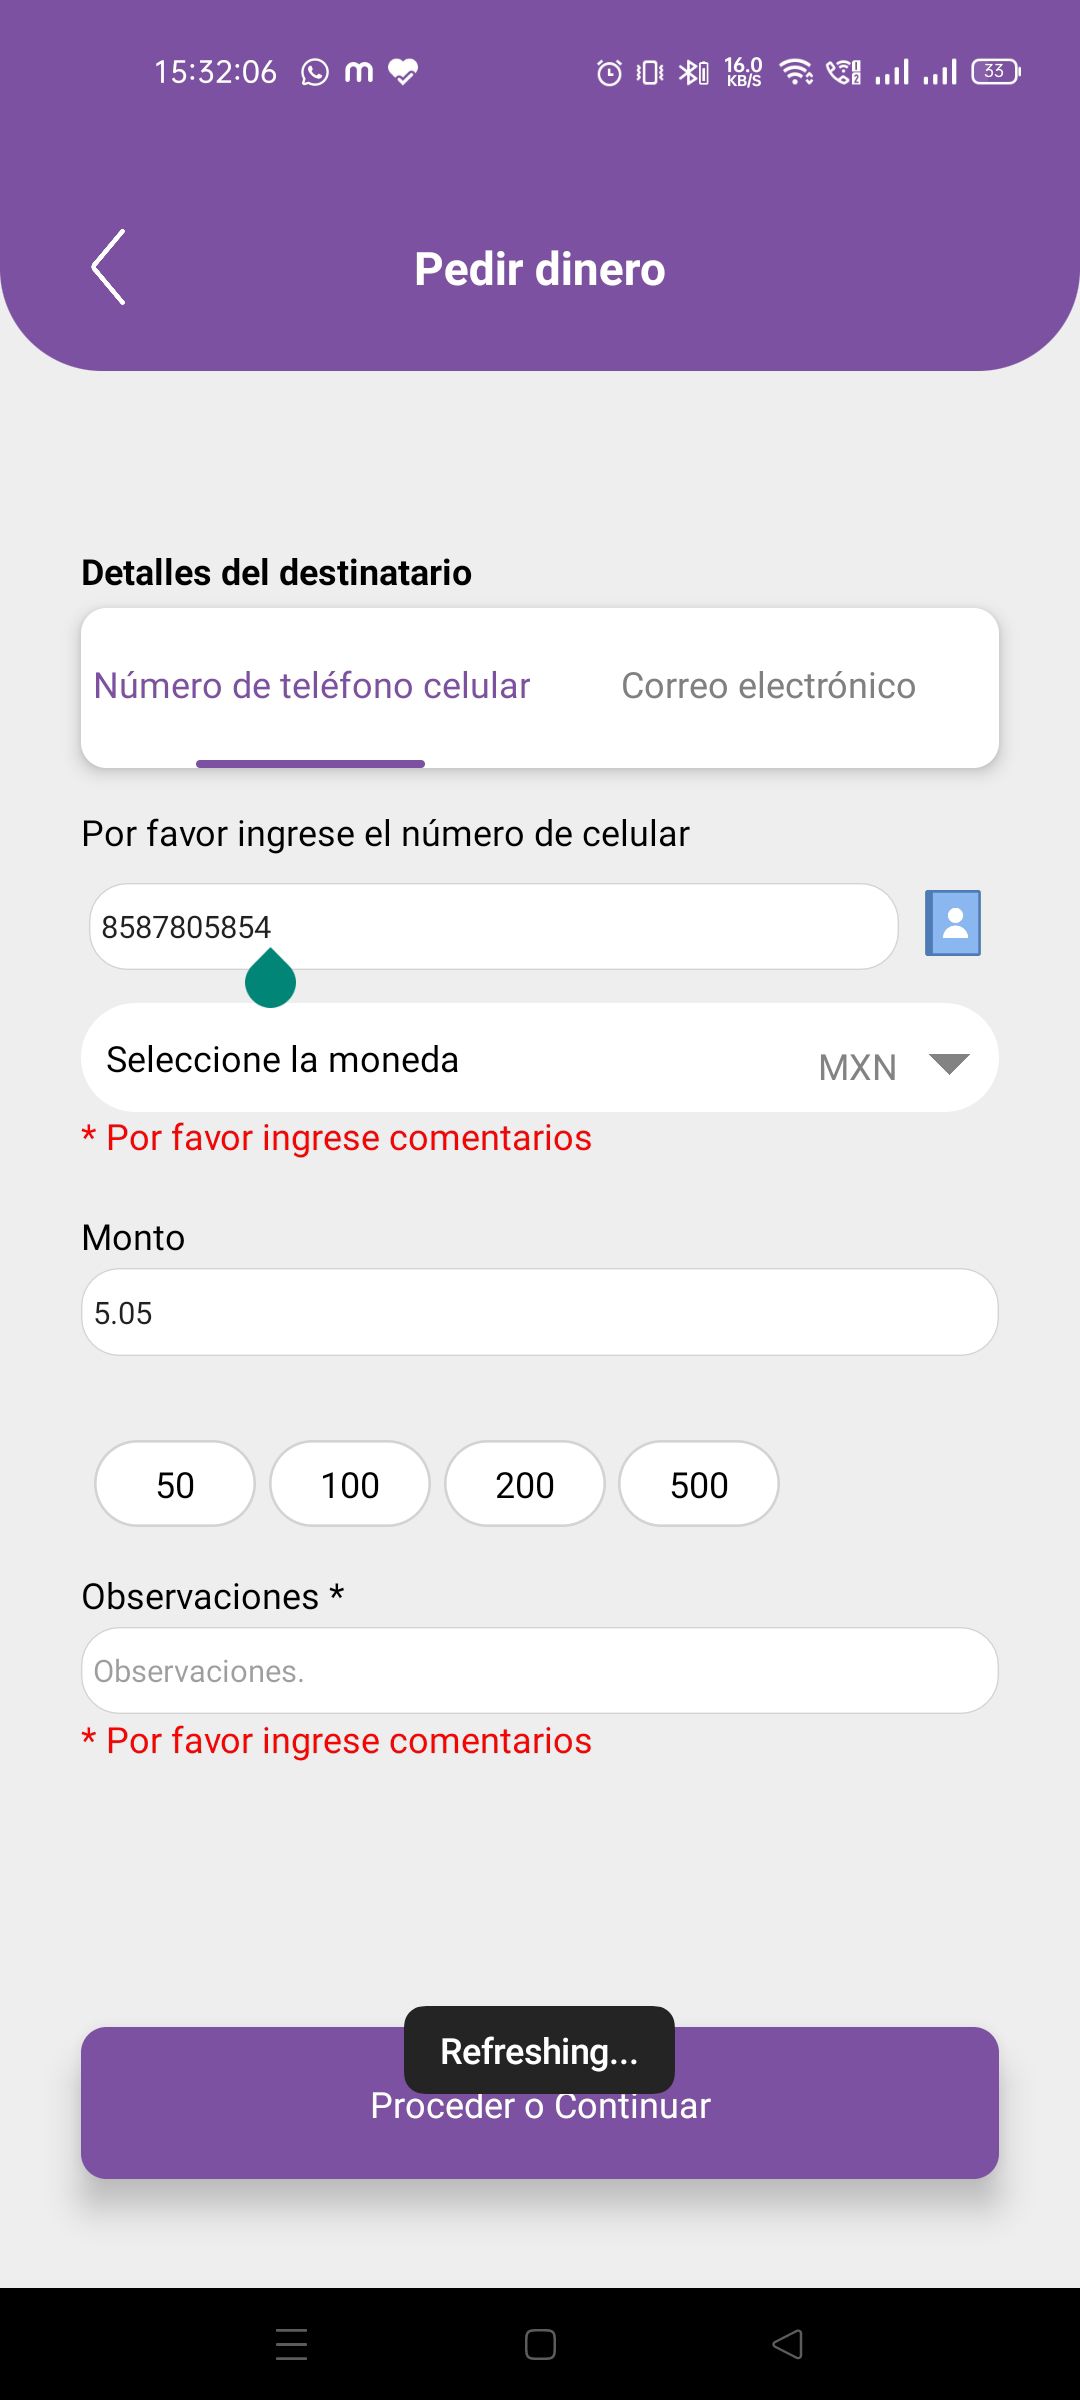 15:32:06
16.0
KB/S
33
Pedir dinero
Detalles del destinatario
Número de teléfono celular
Correo electrónico
Por favor ingrese el número de celular
8587805854
Seleccione la moneda
MXN
* Por favor ingrese comentarios
Monto
5.05
50
100
200
500
Observaciones *
Observaciones.
* Por favor ingrese comentarios
Refreshing...
Proceder o Continuar